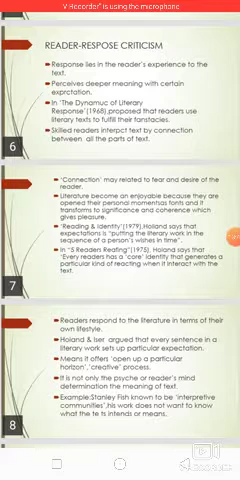 V Recorder" is using the microphone
READER-RESPOSE CRITICISM
Response lies in the reader's experience to the
text.
Perceives deeper meaning with certain
exprctation.
In 'The Dynamuc of Literary
Response'(1968),proposed that readers use
literary texts to fulfill their fanstacies.
Skilled readers interpct text by connection
between all the parts of text.
6
'Connection' may related to fear and desire of the
reader.
Literature become an enjoyable because they are
opened their personal momentsas fonts and it
transforms to significance and coherence which
gives pleasure.
'Reading & Identity'(1979),Hoiland says that
expectations is "putting the literary work in the
sequence of a person's wishes in time".
In "5 Readers Reating"(1975), Holand says that
'Every readers has a 'core' identity that generates a
particular kind of reacting when it interact with the
text.
7
Readers respond to the literature in terms of their
own lifestyle.
Holand & Iser argued that every sentence in a
literary work sets up particular expectation.
Means it offers 'open up a particular
horizon','creative' process.
It is not only the psyche or reader's mind
determination the meaning of text.
Example:Stanley Fish known to be 'interpretive
communities',his work does not want to know
what the te ts intends or means.
8